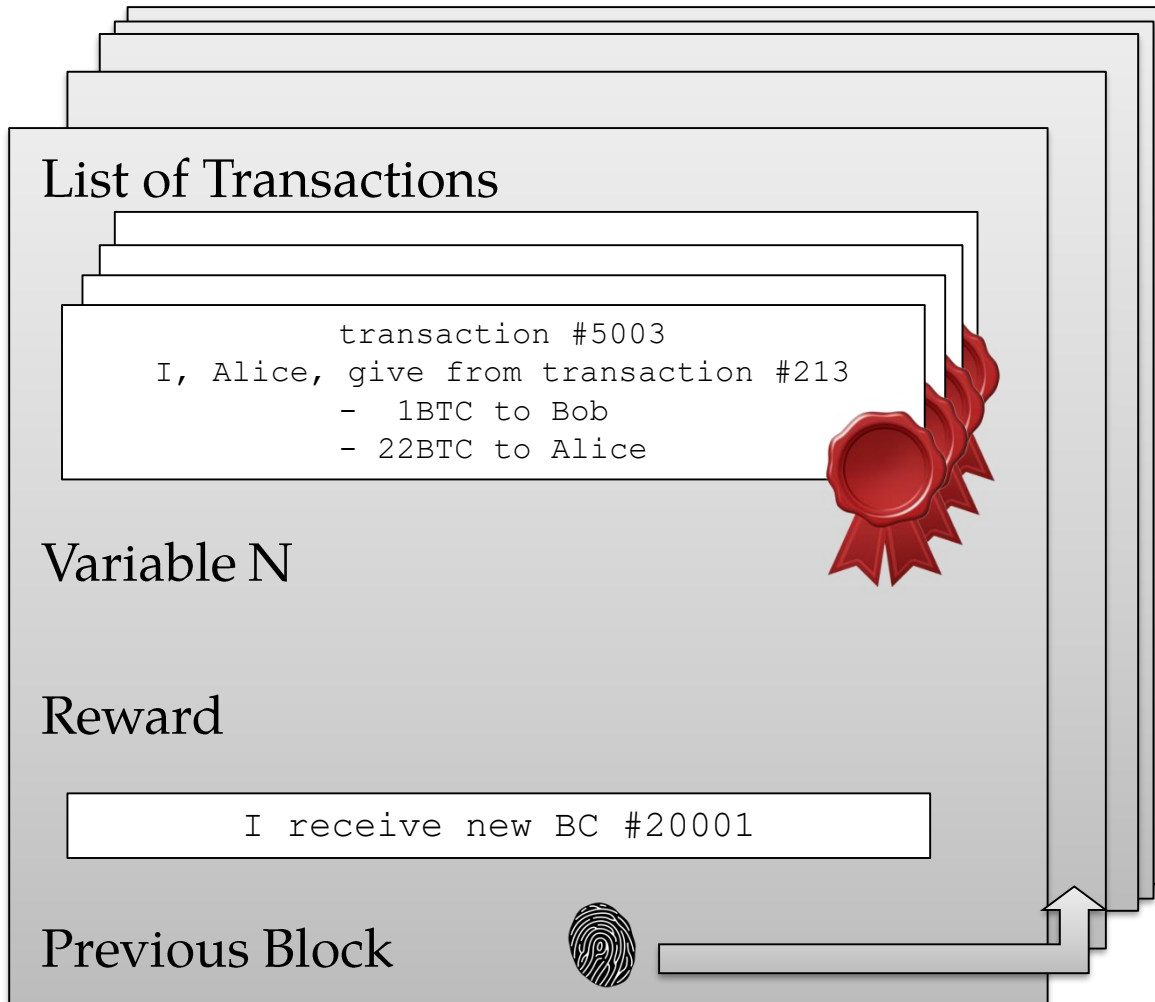 List of Transactions
transaction #5003
I, Alice, give from transaction #213
- 1BTC to Bob
- 22BTC to Alice
Variable N
Reward
I receive new BC #20001
Previous Block